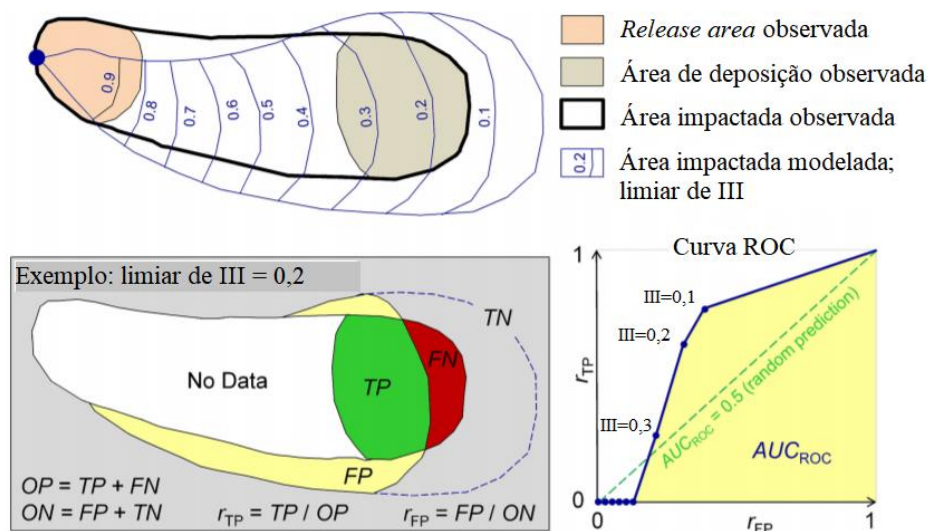 0.9
0.8
0.7
0.6
0.5
0.4
0.3
0.2
0.1
Release area observada
Área de deposição observada
Área impactada observada
0.2
Área impactada modelada;
limiar de III
Exemplo: limiar de III = 0,2
TN
FN
No Data
TP
FP
OP = TP + FN
ON = FP + TN
r_TP = TP / OP
r_FP = FP / ON
Curva ROC
1
III=0,1
III=0,2
III=0,3
r_TP
AUC_ROC = 0.5 (random prediction)
AUC_ROC
0
0
1
r_FP